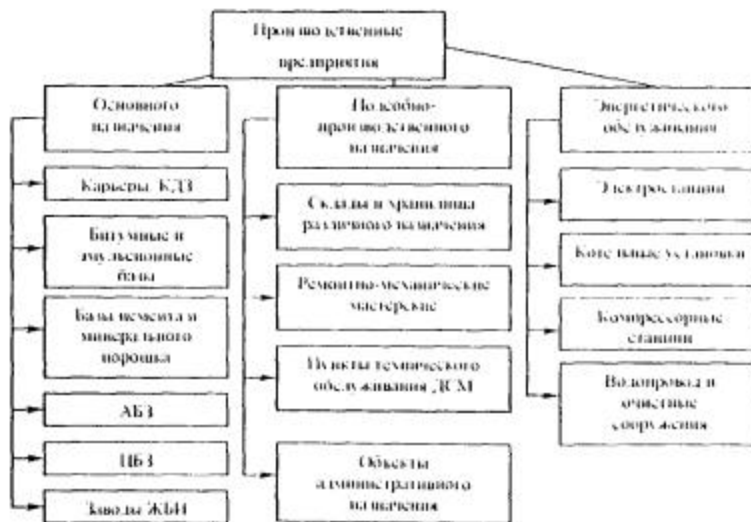 Производственные
предприятия
Основного
назначения
Карьеры, КДЗ
Битумные и
эмульсионные
базы
Базы цемента и
минерального
порошка
АБЗ
ЦБЗ
Заводы ЖБИ
Подсобно-
производственного
назначения
Склады и хранилища
различного назначения
Ремонтно-механические
мастерские
Пункты технического
обслуживания ДСМ
Объекты
административного
назначения
Энергетического
обслуживания
Электростанции
Котельные установки
Компрессорные
станции
Водопровод и
очистные
сооружения